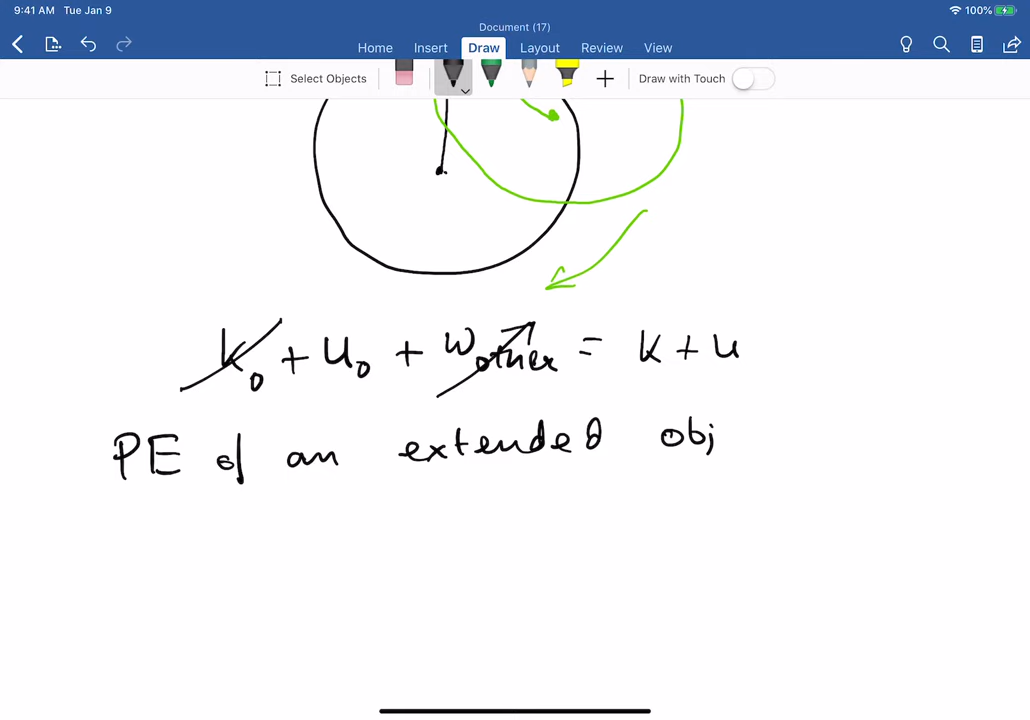 9:41 AM Tue Jan 9
100%
Document (17)
Home Insert Draw Layout Review View
Select Objects
Draw with Touch
K₀ + U₀ + Wother = K + U
PE of an extended obj